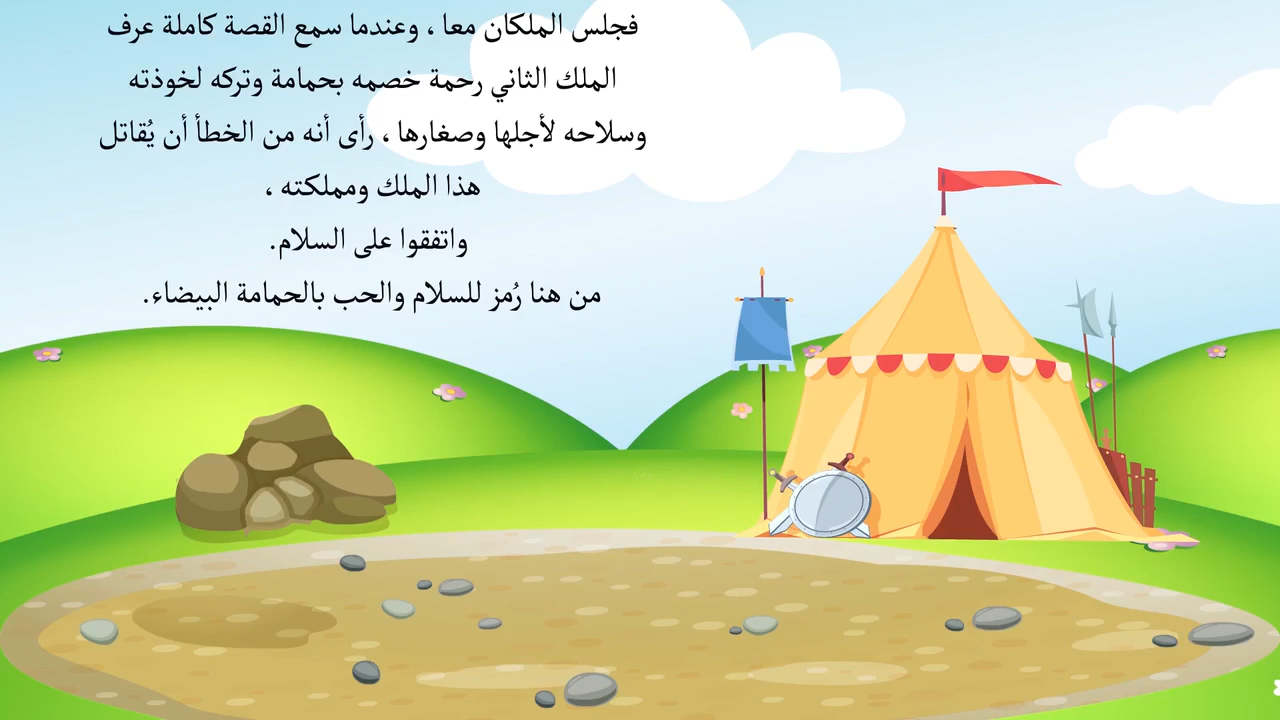 فجلس الملكان معا ، وعندما سمع القصة كاملة عرف
الملك الثاني رحمة خصمه بحمامة وتركه لخوذته
وسلاحه لأجلها وصغارها ، رأى أنه من الخطأ أن يُقاتل
هذا الملك ومملكته ،
واتفقوا على السلام.
من هنا رُمز للسلام والحب بالحمامة البيضاء.